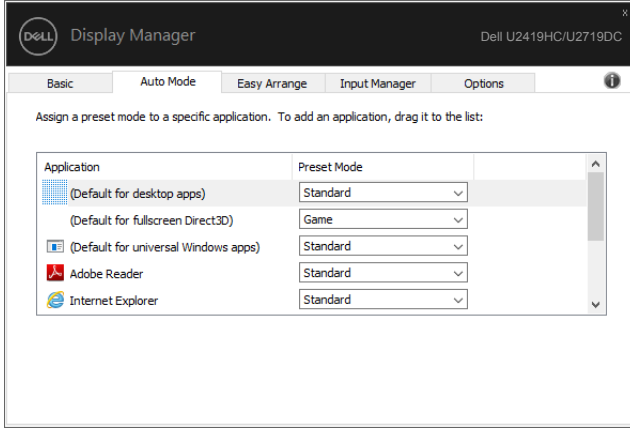 x
DELL Display Manager Dell U2419HC/U2719DC
Basic Auto Mode Easy Arrange Input Manager Options i
Assign a preset mode to a specific application. To add an application, drag it to the list:
Application Preset Mode
(Default for desktop apps) Standard
(Default for fullscreen Direct3D) Game
(Default for universal Windows apps) Standard
Adobe Reader Standard
Internet Explorer Standard